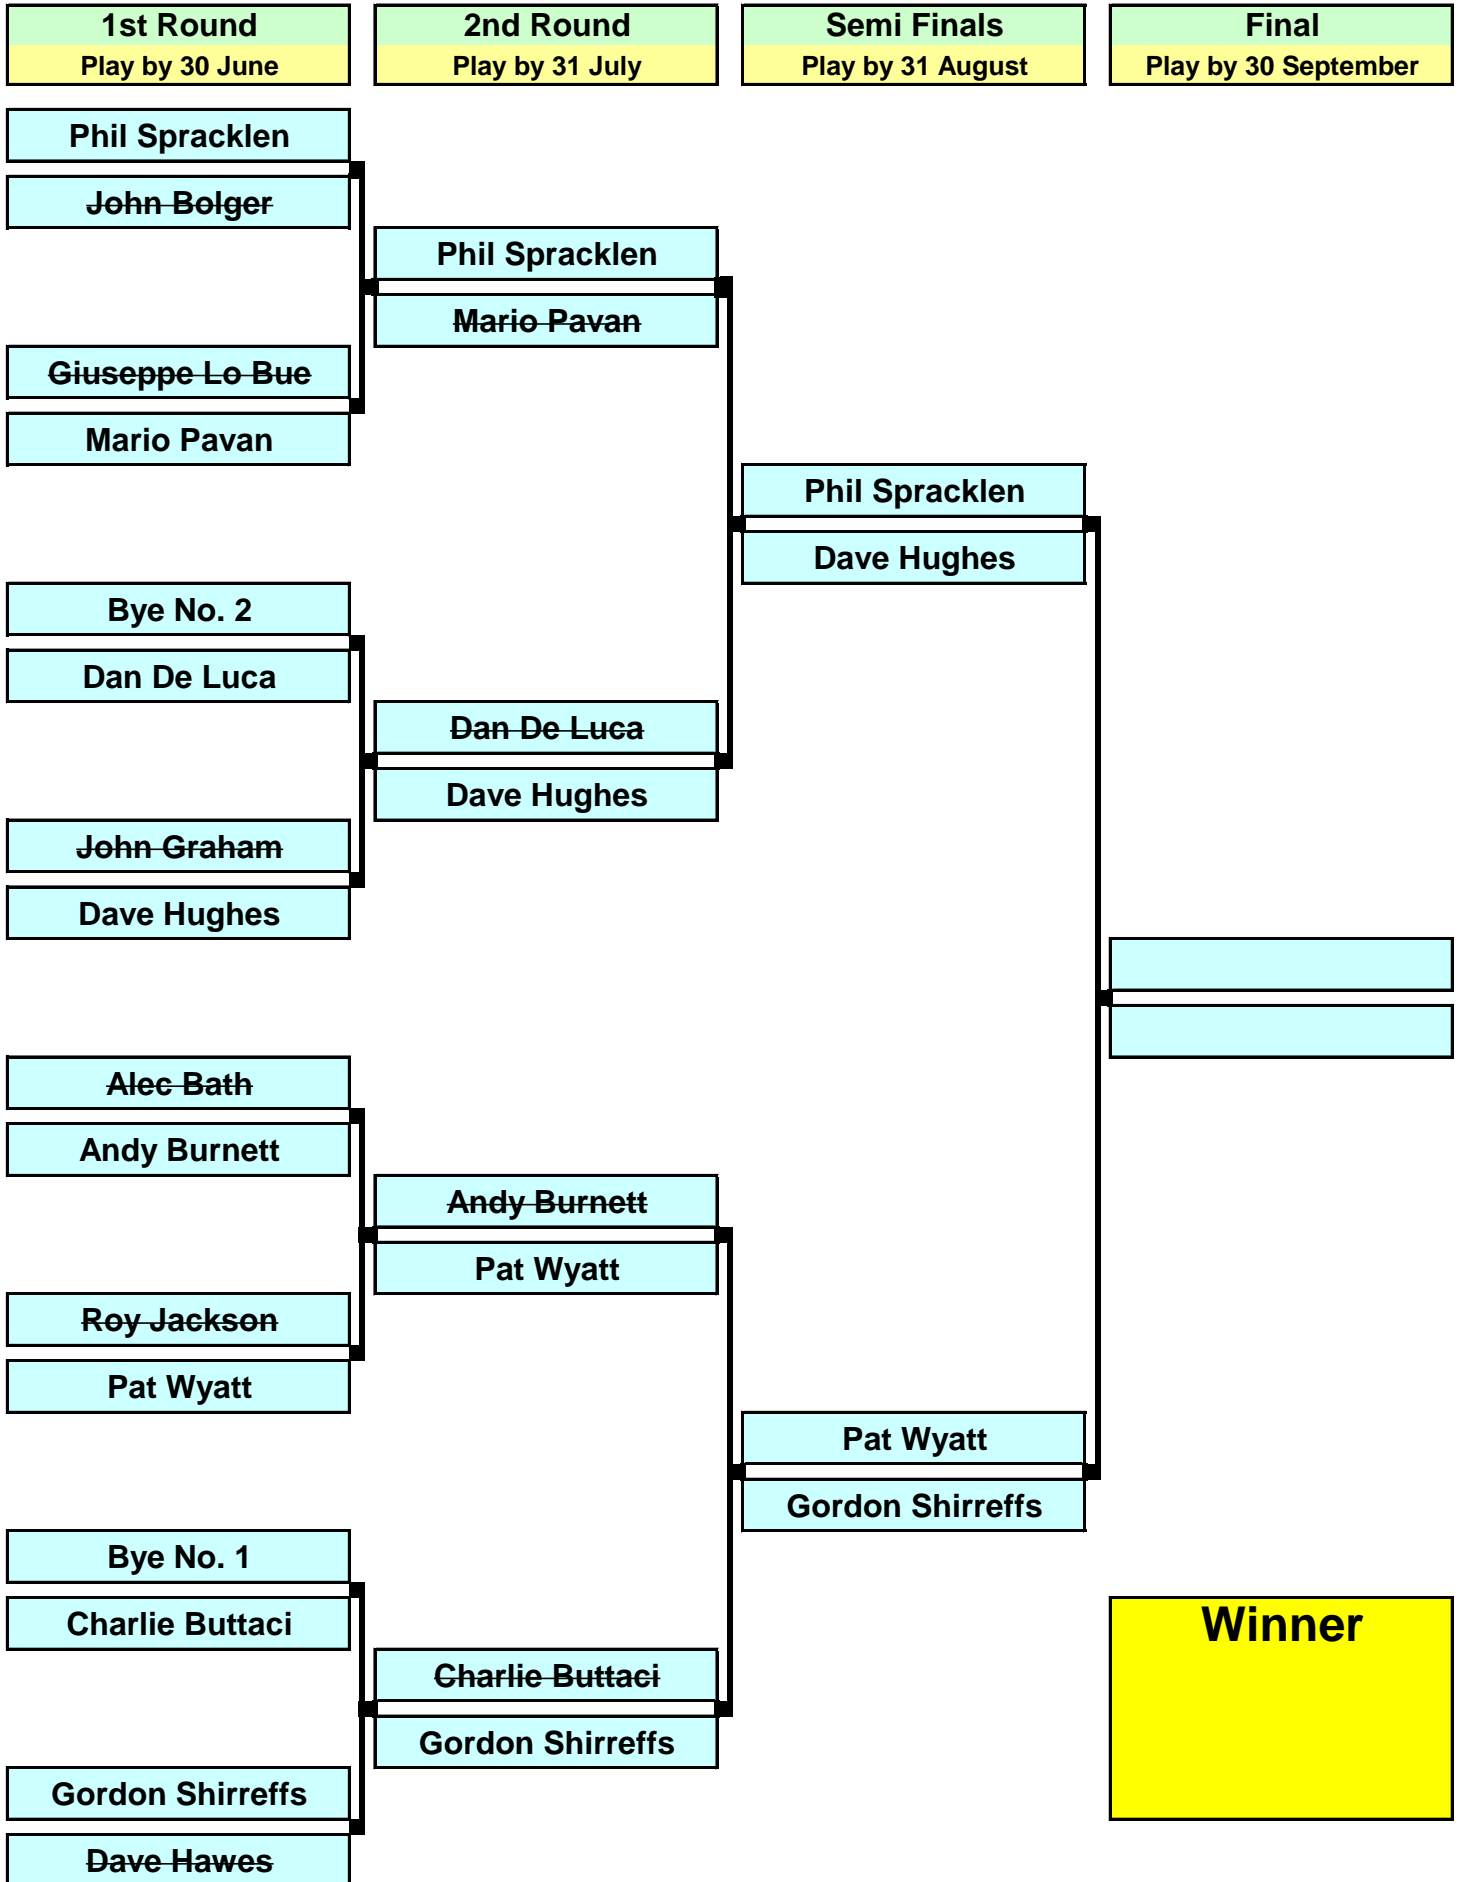 1st Round
Play by 30 June
2nd Round
Play by 31 July
Semi Finals
Play by 31 August
Final
Play by 30 September
Phil Spracklen
John Bolger
Giuseppe Lo Bue
Mario Pavan
Bye No. 2
Dan De Luca
John Graham
Dave Hughes
Alec Bath
Andy Burnett
Roy Jackson
Pat Wyatt
Bye No. 1
Charlie Buttaci
Gordon Shirreffs
Dave Hawes
Phil Spracklen
Mario Pavan
Dan De Luca
Dave Hughes
Andy Burnett
Pat Wyatt
Charlie Buttaci
Gordon Shirreffs
Phil Spracklen
Dave Hughes
Pat Wyatt
Gordon Shirreffs
Winner